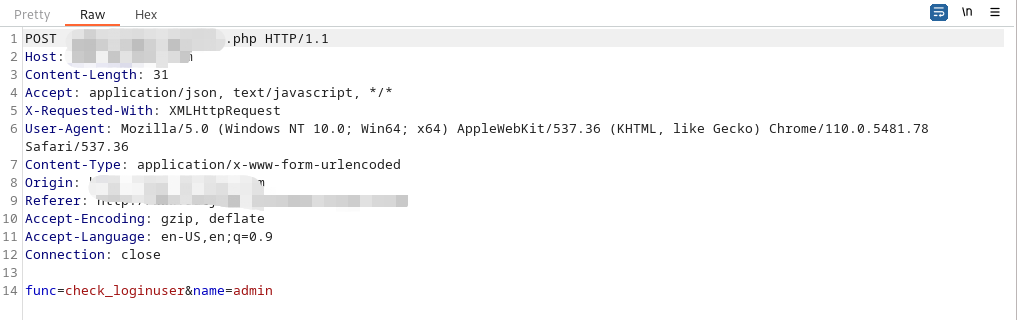 Pretty Raw Hex \n
1 POST .php HTTP/1.1
2 Host:
3 Content-Length: 31
4 Accept: application/json, text/javascript, */*
5 X-Requested-With: XMLHttpRequest
6 User-Agent: Mozilla/5.0 (Windows NT 10.0; Win64; x64) AppleWebKit/537.36 (KHTML, like Gecko) Chrome/110.0.5481.78
Safari/537.36
7 Content-Type: application/x-www-form-urlencoded
8 Origin:
9 Referer:
10 Accept-Encoding: gzip, deflate
11 Accept-Language: en-US,en;q=0.9
12 Connection: close
13
14 func=check_loginuser&name=admin